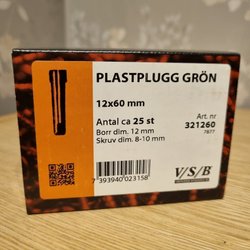 PLASTPLUGG GRÖN
12x60 mm
Antal ca 25 st
Art. nr
321260
Borr dim. 12 mm
7877
Skruv dim. 8-10 mm
V/S/B
7 393940 023158